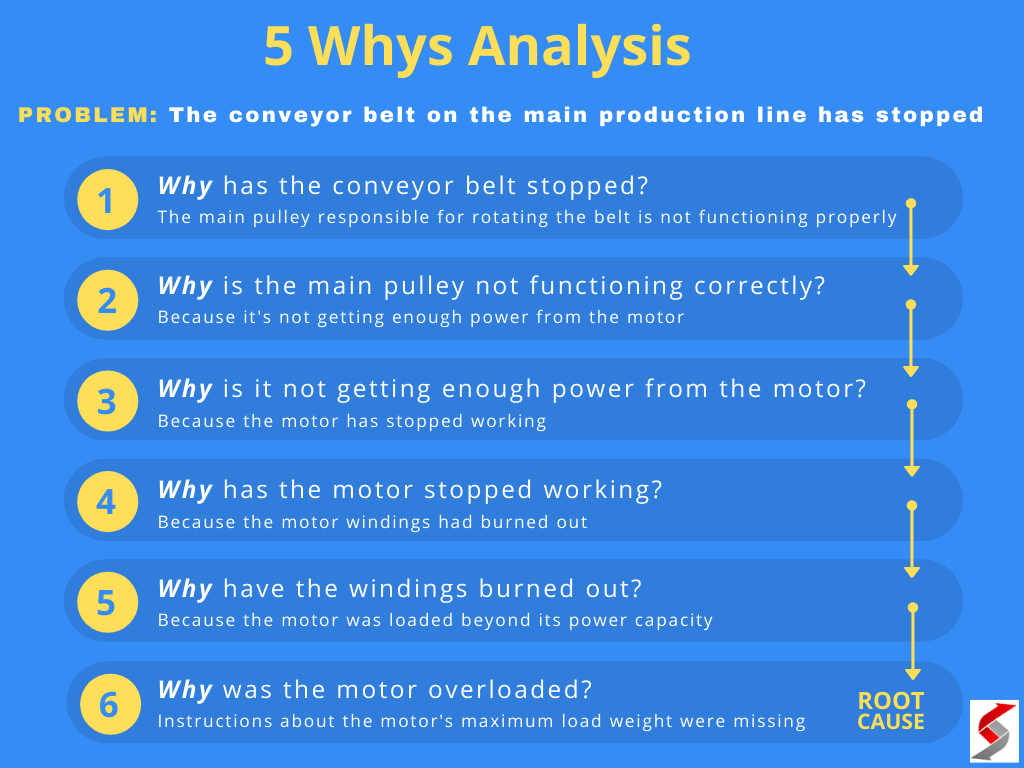 5 Whys Analysis
PROBLEM: The conveyor belt on the main production line has stopped
1
Why has the conveyor belt stopped?
The main pulley responsible for rotating the belt is not functioning properly
2
Why is the main pulley not functioning correctly?
Because it's not getting enough power from the motor
3
Why is it not getting enough power from the motor?
Because the motor has stopped working
4
Why has the motor stopped working?
Because the motor windings had burned out
5
Why have the windings burned out?
Because the motor was loaded beyond its power capacity
6
Why was the motor overloaded?
Instructions about the motor's maximum load weight were missing
ROOT
CAUSE